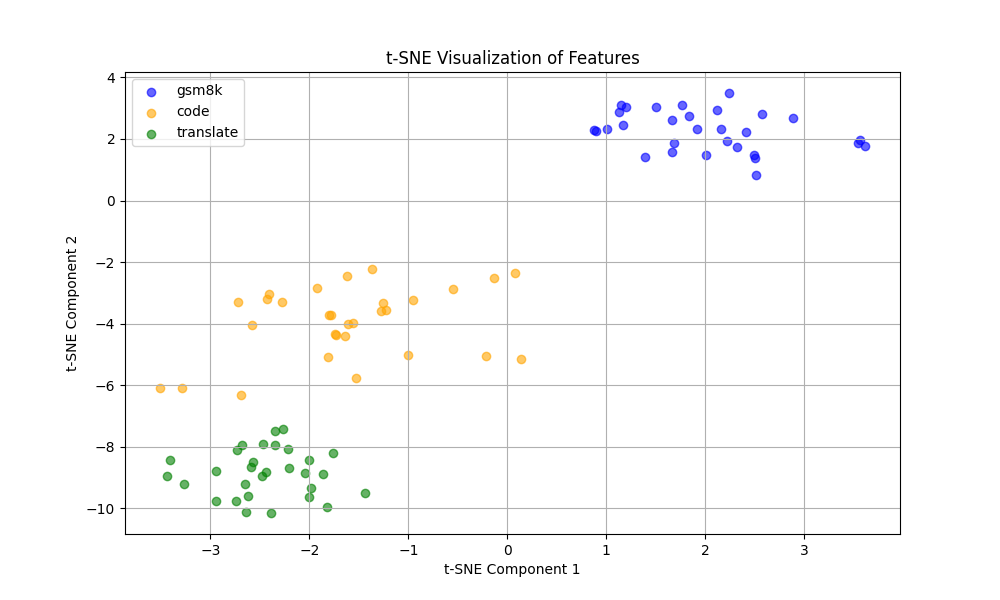 t-SNE Visualization of Features
gsm8k
code
translate
4
2
0
−2
−4
−6
−8
−10
t-SNE Component 2
−3
−2
−1
0
1
2
3
t-SNE Component 1